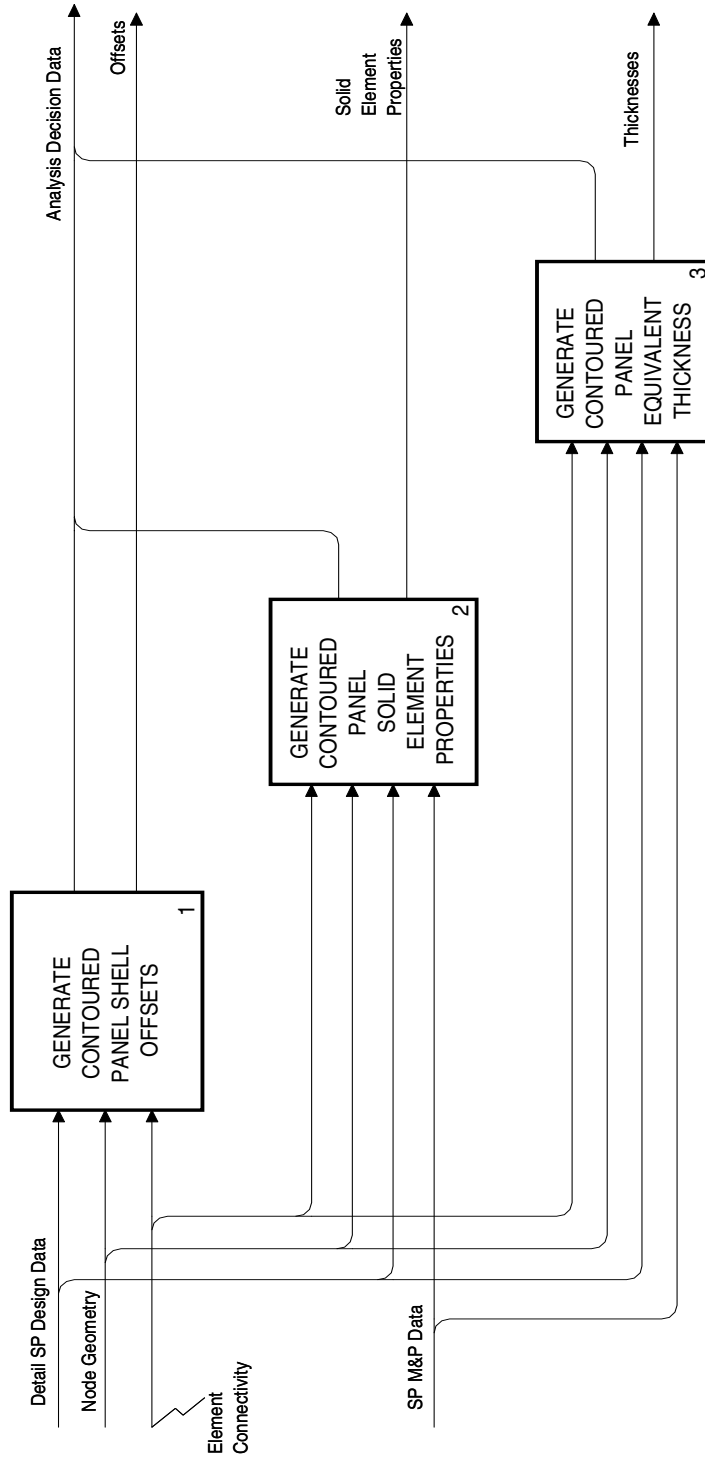 Detail SP Design Data
Node Geometry
Element
Connectivity
SP M&P Data
GENERATE
CONTOURED
PANEL SHELL
OFFSETS
1
GENERATE
CONTOURED
PANEL
SOLID
ELEMENT
PROPERTIES
2
GENERATE
CONTOURED
PANEL
EQUIVALENT
THICKNESS
3
Analysis Decision Data
Offsets
Solid
Element
Properties
Thicknesses